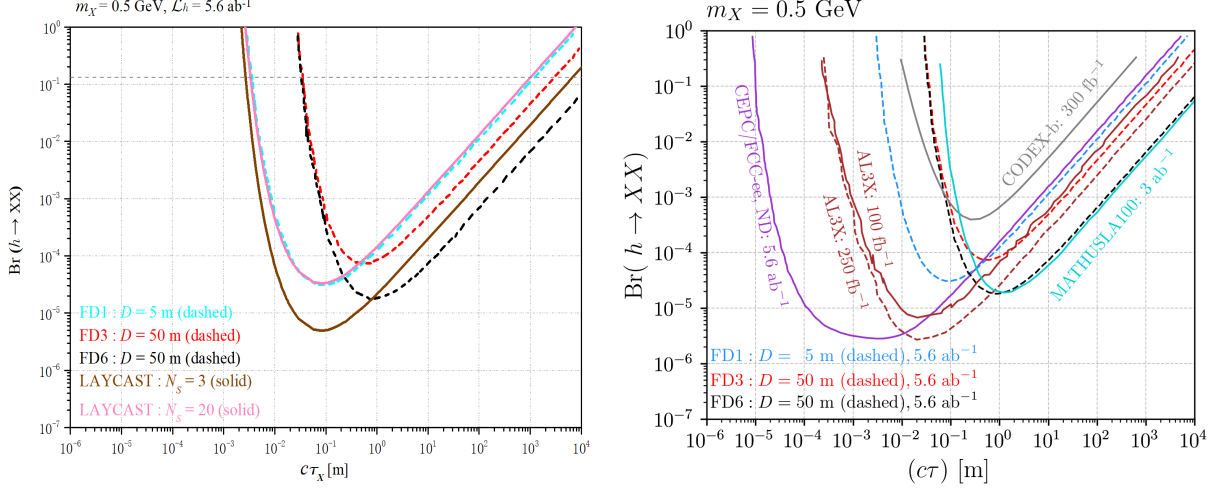 m_X = 0.5 GeV, ℒ_h = 5.6 ab⁻¹
10⁰
10⁻¹
10⁻²
10⁻³
10⁻⁴
10⁻⁵
10⁻⁶
10⁻⁷
Br(h → XX)
FD1 : D = 5 m (dashed)
FD3 : D = 50 m (dashed)
FD6 : D = 50 m (dashed)
LAYCAST : N_S = 3 (solid)
LAYCAST : N_S = 20 (solid)
10⁻⁶ 10⁻⁵ 10⁻⁴ 10⁻³ 10⁻² 10⁻¹ 10⁰ 10¹ 10² 10³ 10⁴
cτ_X [m]
m_X = 0.5 GeV
10⁰
10⁻¹
10⁻²
10⁻³
10⁻⁴
10⁻⁵
10⁻⁶
10⁻⁷
Br( h → XX)
CEPC/FCC-ee, ND: 5.6 ab⁻¹
AL3X: 100 fb⁻¹
AL3X: 250 fb⁻¹
CODEX-b: 300 fb⁻¹
MATHUSLA100: 3 ab⁻¹
FD1: D = 5 m (dashed), 5.6 ab⁻¹
FD3: D = 50 m (dashed), 5.6 ab⁻¹
FD6: D = 50 m (dashed), 5.6 ab⁻¹
10⁻⁶ 10⁻⁵ 10⁻⁴ 10⁻³ 10⁻² 10⁻¹ 10⁰ 10¹ 10² 10³ 10⁴
(cτ) [m]